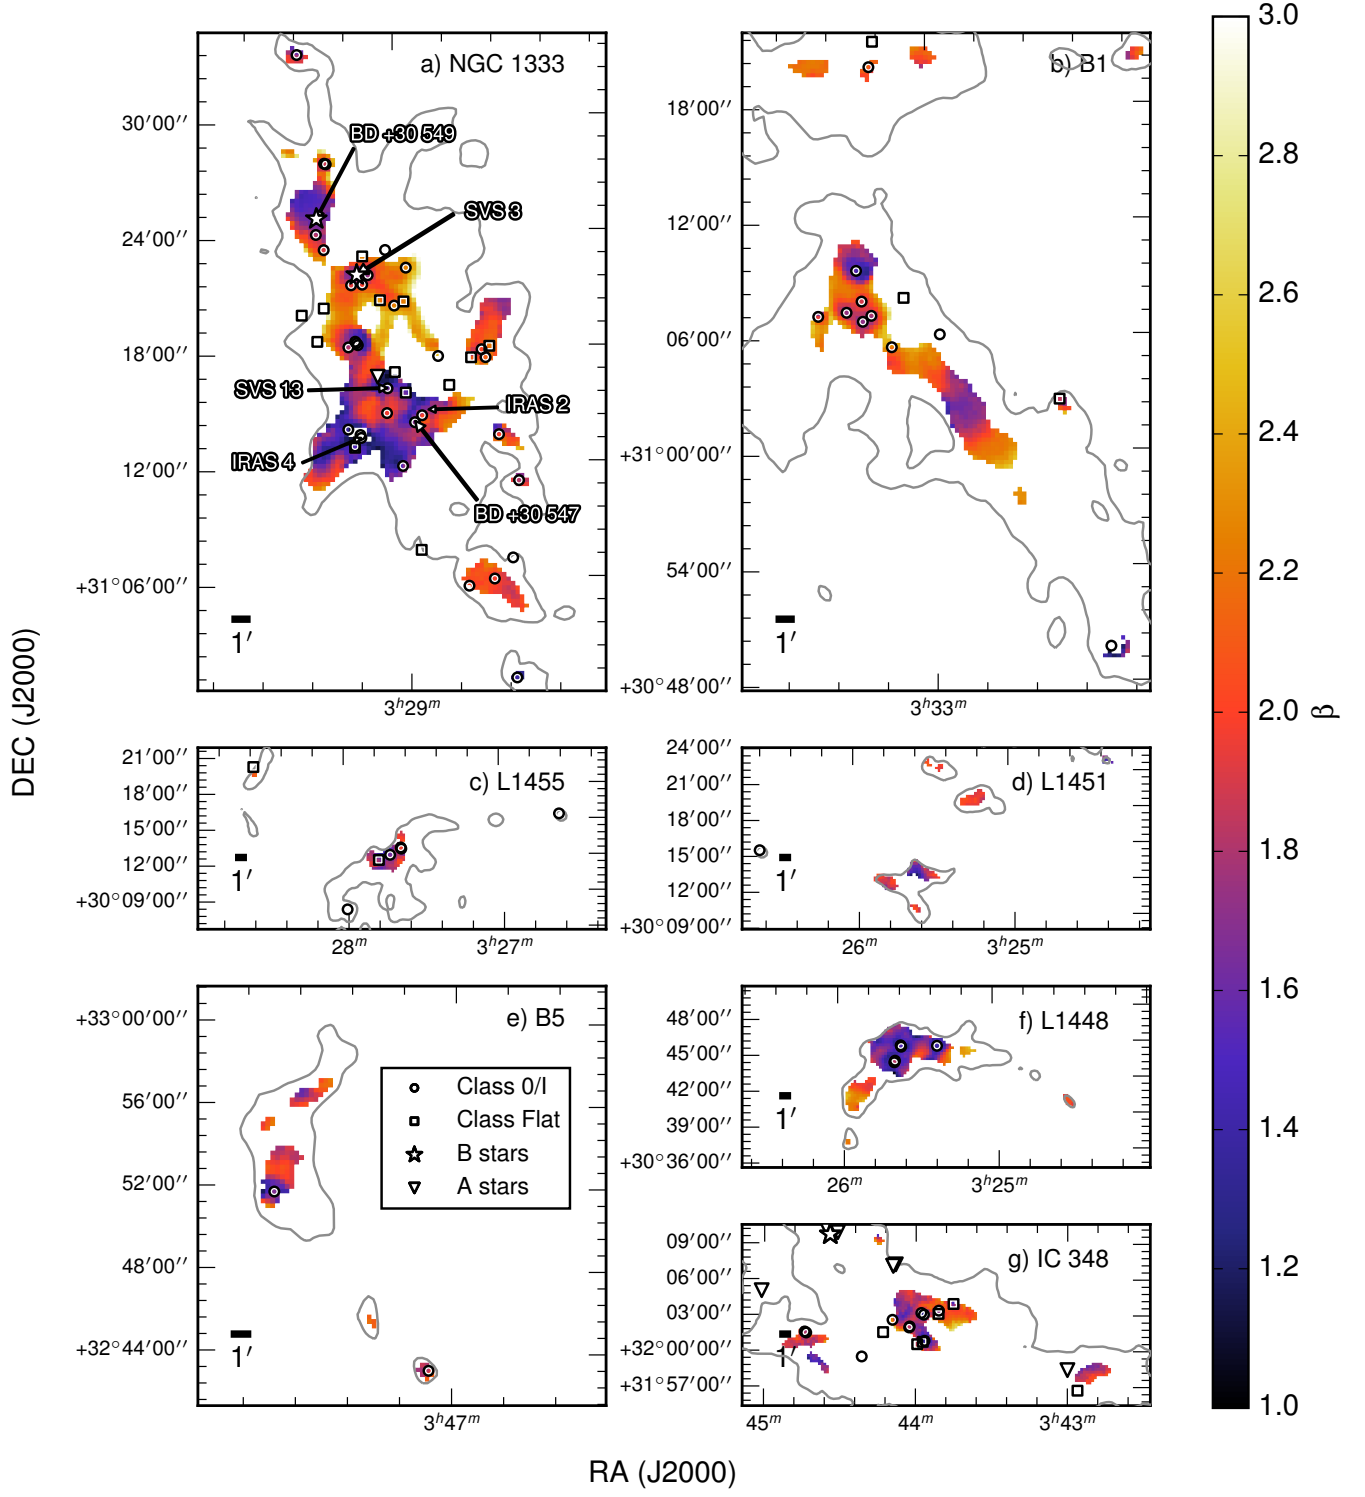 a) NGC 1333
BD +30 549
SVS 3
SVS 13
IRAS 2
IRAS 4
BD +30 547
30′00′′
24′00′′
18′00′′
12′00′′
+31°06′00′′
1′
3ʰ29ᵐ
b) B1
18′00′′
12′00′′
06′00′′
+31°00′00′′
54′00′′
+30°48′00′′
1′
3ʰ33ᵐ
c) L1455
21′00′′
15′00′′
12′00′′
+30°09′00′′
1′
28ᵐ
3ʰ27ᵐ
d) L1451
24′00′′
21′00′′
18′00′′
15′00′′
12′00′′
+30°09′00′′
1′
26ᵐ
3ʰ25ᵐ
e) B5
+33°00′00′′
56′00′′
52′00′′
48′00′′
+32°44′00′′
1′
3ʰ47ᵐ
Class 0/I
Class Flat
B stars
A stars
f) L1448
48′00′′
45′00′′
42′00′′
39′00′′
+30°36′00′′
1′
26ᵐ
3ʰ25ᵐ
g) IC 348
09′00′′
06′00′′
03′00′′
+32°00′00′′
+31°57′00′′
1′
45ᵐ
44ᵐ
3ʰ43ᵐ
DEC (J2000)
RA (J2000)
3.0
2.8
2.6
2.4
2.2
2.0
1.8
1.6
1.4
1.2
1.0
β